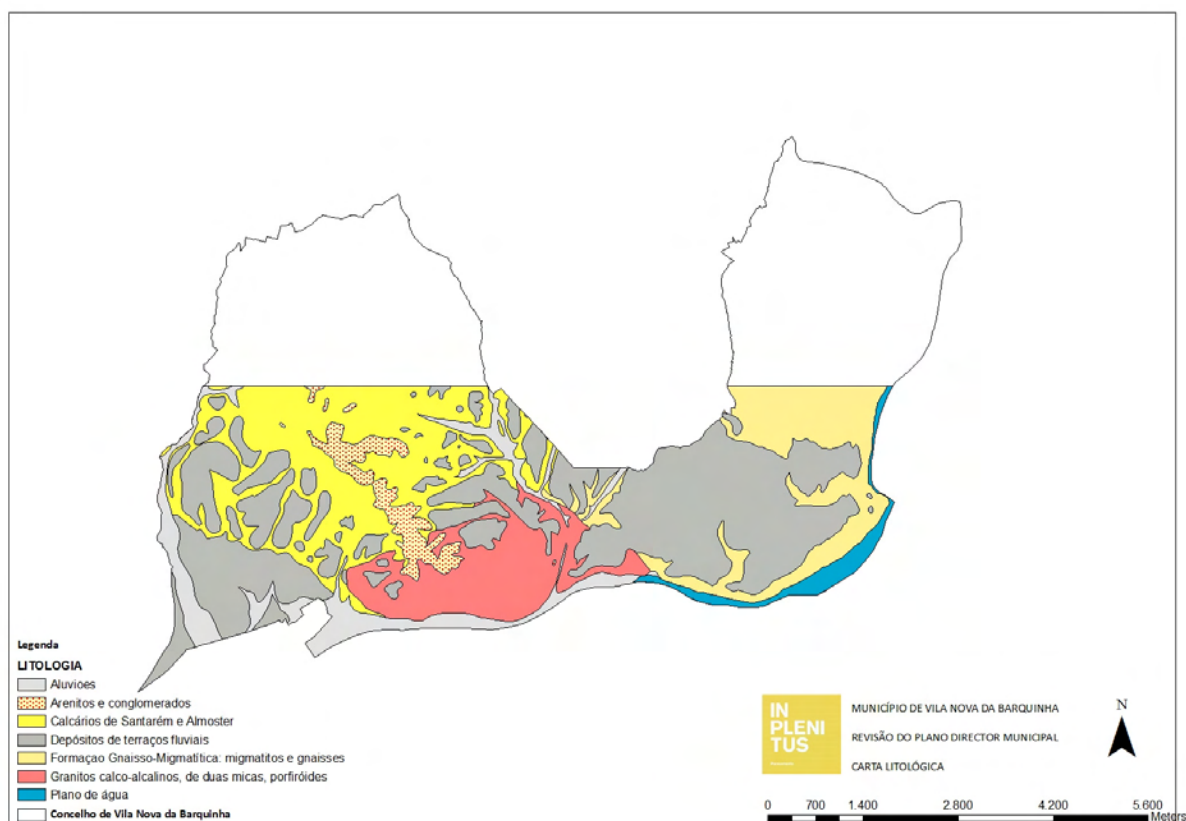 Legenda
LITOLOGIA
Aluvioes
Arenitos e conglomerados
Calcários de Santarém e Almoster
Depósitos de terraços fluviais
Formaçao Gnaisso-Migmatítica: migmatitos e gnaisses
Granitos calco-alcalinos, de duas micas, porfiróides
Plano de água
Concelho de Vila Nova da Barquinha
IN
PLENI
TUS
MUNICÍPIO DE VILA NOVA DA BARQUINHA
REVISÃO DO PLANO DIRECTOR MUNICIPAL
CARTA LITOLÓGICA
N
0 700 1.400 2.800 4.200 5.600
Meters